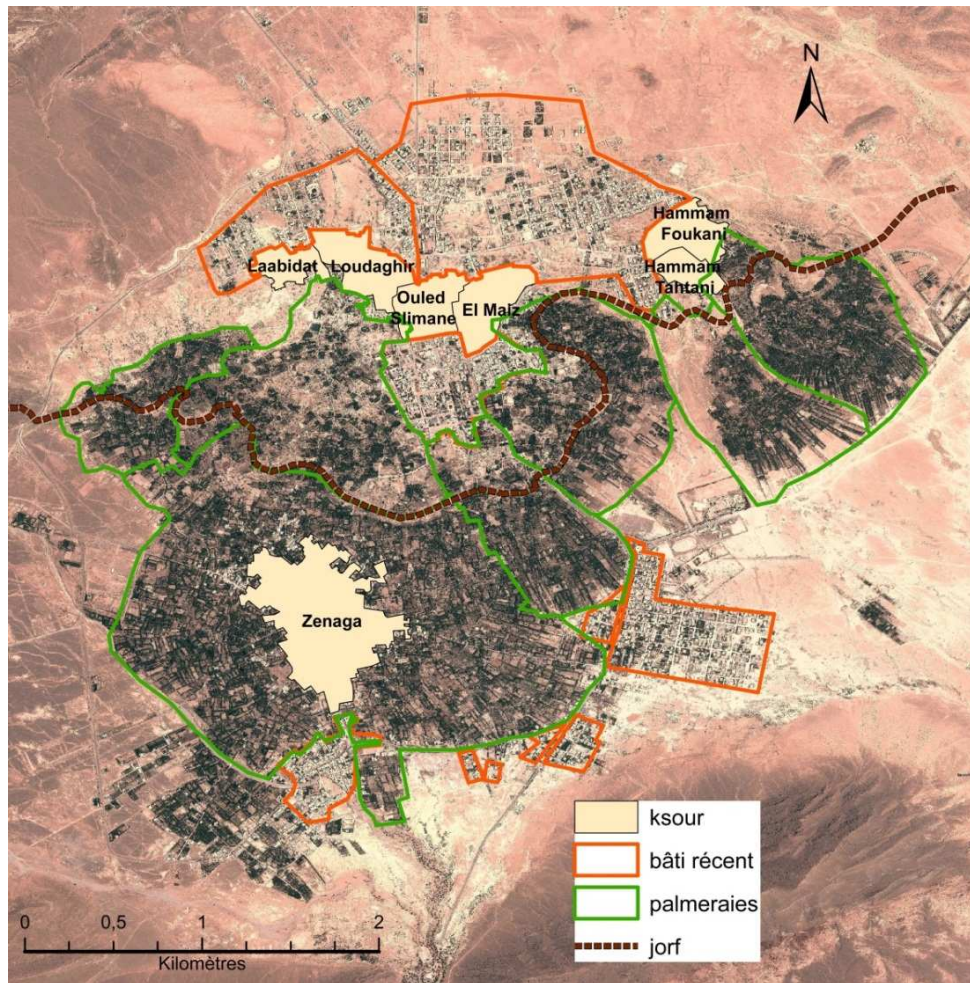 N
Hammam
Foukani
Hammam
Tahtani
Laabidat
Loudaghir
Ouled
Slimane
El Maiz
Zenaga
ksour
bâti récent
palmeraies
jorf
0 0,5 1 2
Kilomètres